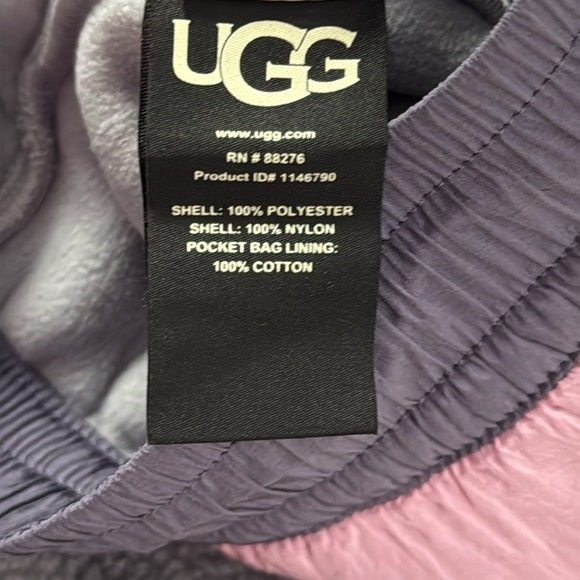 UGG
www.ugg.com
RN # 88276
Product ID# 1146790
SHELL: 100% POLYESTER
SHELL: 100% NYLON
POCKET BAG LINING:
100% COTTON